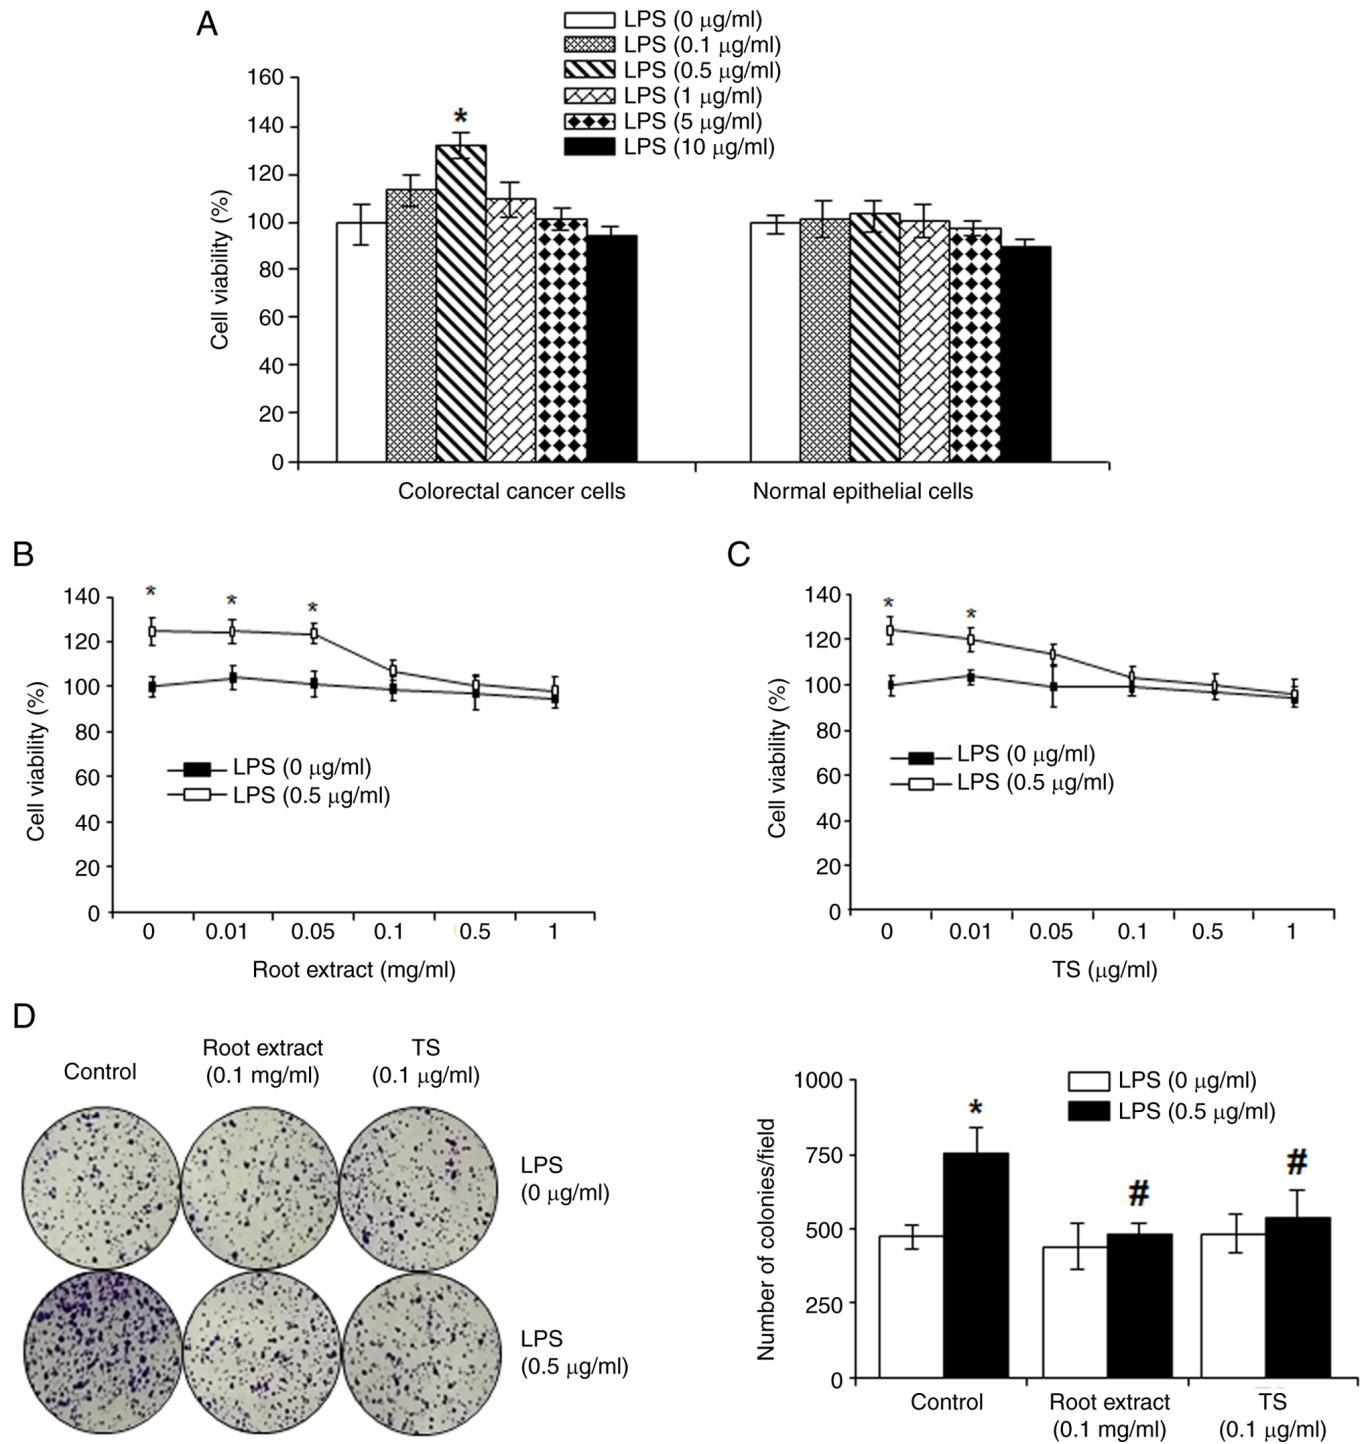 A
LPS (0 µg/ml)
LPS (0.1 µg/ml)
LPS (0.5 µg/ml)
LPS (1 µg/ml)
LPS (5 µg/ml)
LPS (10 µg/ml)
Cell viability (%)
160
140
120
100
80
60
40
20
0
*
Colorectal cancer cells
Normal epithelial cells
B
Cell viability (%)
140
120
100
80
60
40
20
0
* * *
LPS (0 µg/ml)
LPS (0.5 µg/ml)
0 0.01 0.05 0.1 0.5 1
Root extract (mg/ml)
C
Cell viability (%)
140
120
100
80
60
40
20
0
* *
LPS (0 µg/ml)
LPS (0.5 µg/ml)
0 0.01 0.05 0.1 0.5 1
TS (µg/ml)
D
Control
Root extract
(0.1 mg/ml)
TS
(0.1 µg/ml)
LPS
(0 µg/ml)
LPS
(0.5 µg/ml)
Number of colonies/field
1000
750
500
250
0
LPS (0 µg/ml)
LPS (0.5 µg/ml)
* # #
Control
Root extract
(0.1 mg/ml)
TS
(0.1 µg/ml)